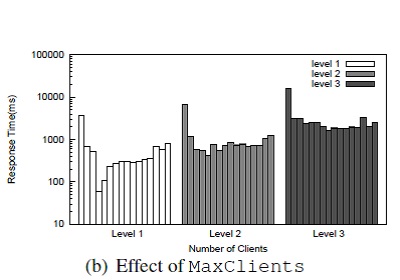 100000
10000
1000
100
10
Response Time(ms)
level 1
level 2
level 3
Level 1 Level 2 Level 3
Number of Clients
(b) Effect of MaxClients